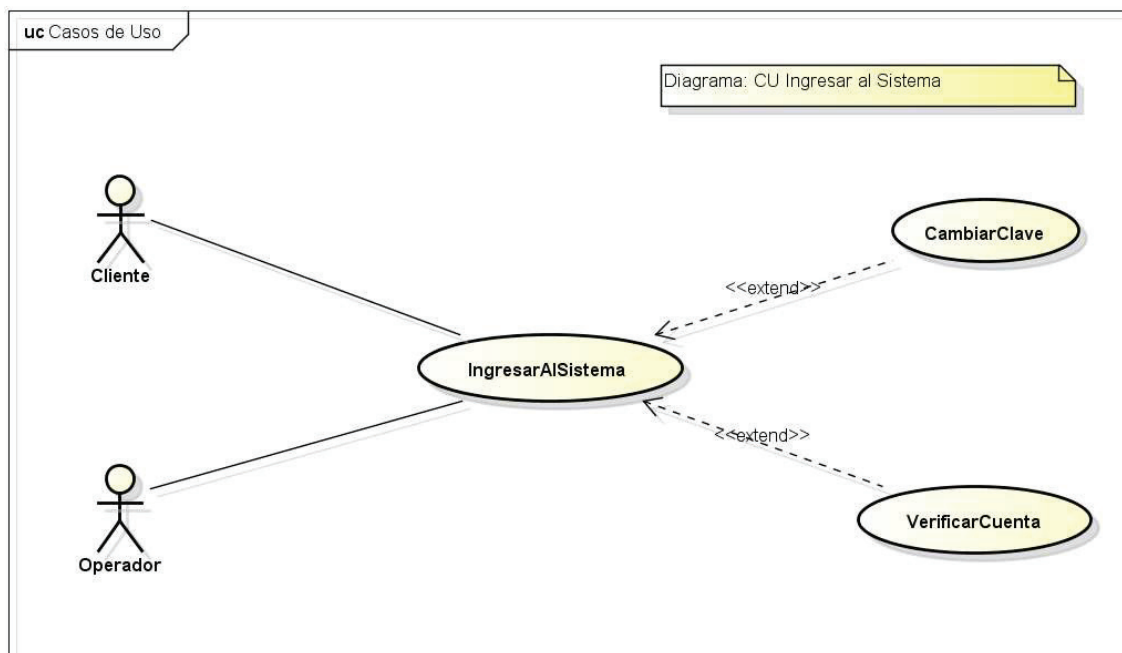 uc Casos de Uso
Diagrama: CU Ingresar al Sistema
Cliente
CambiarClave
<<extend>>
IngresarAlSistema
<<extend>>
VerificarCuenta
Operador